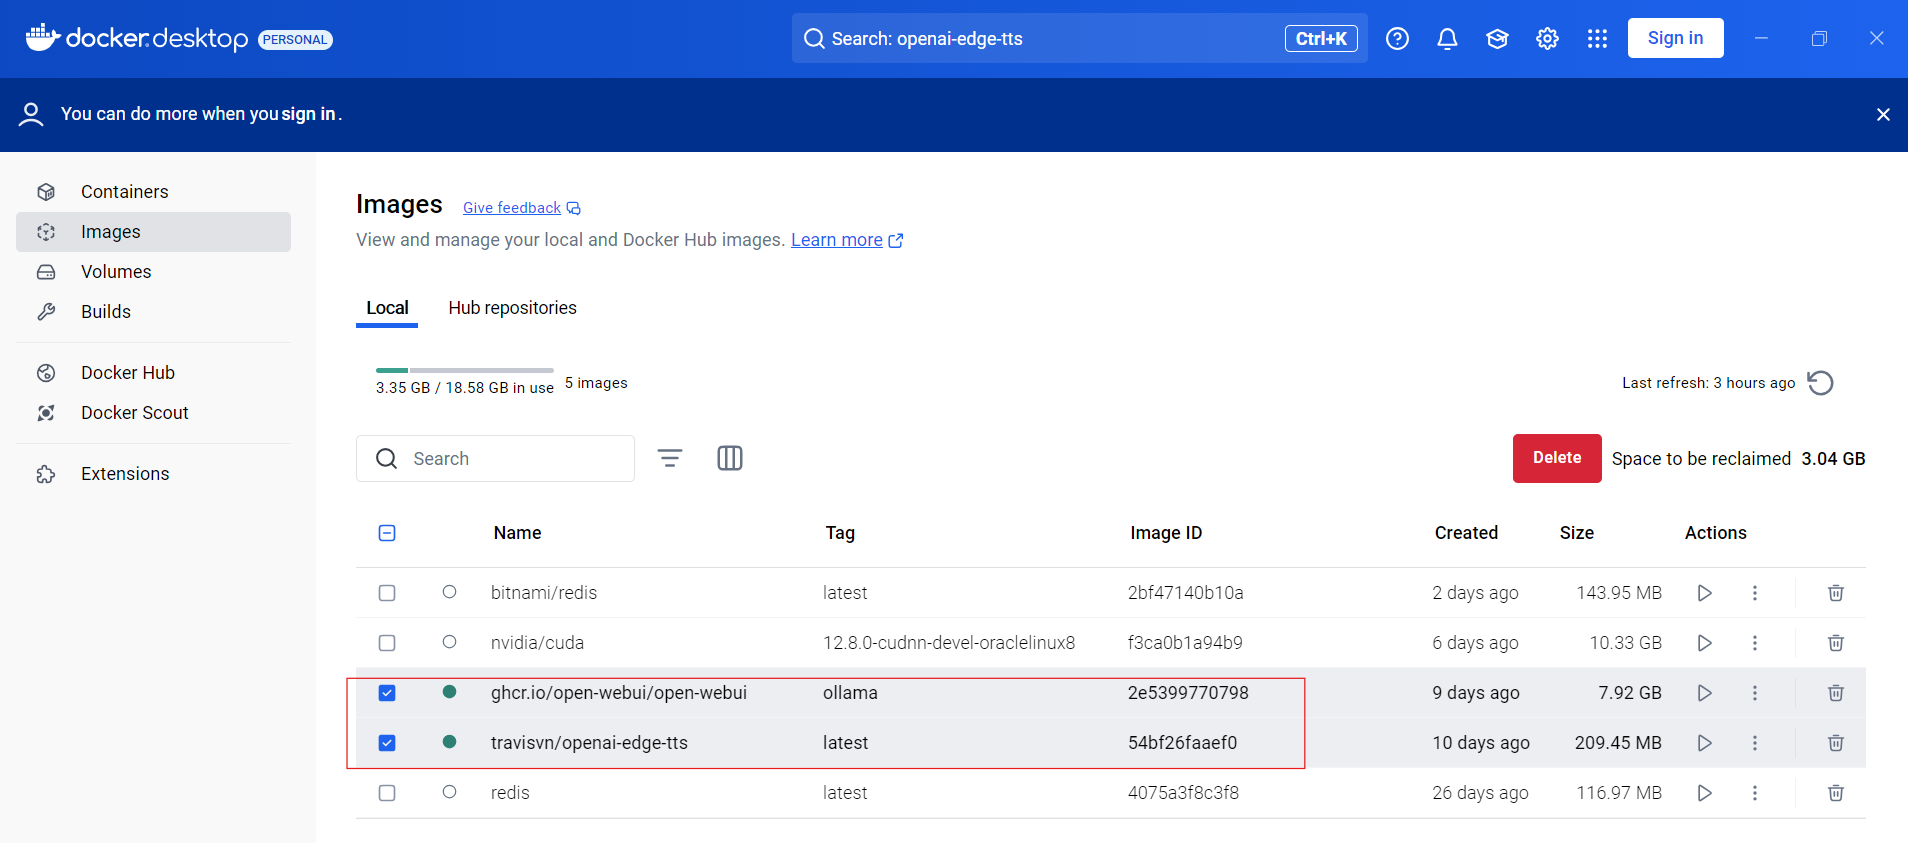 docker.desktop PERSONAL
Search: openai-edge-tts
Ctrl+K
Sign in
You can do more when you sign in.
Containers
Images
Volumes
Builds
Docker Hub
Docker Scout
Extensions
Images Give feedback
View and manage your local and Docker Hub images. Learn more
Local Hub repositories
3.35 GB / 18.58 GB in use 5 images
Last refresh: 3 hours ago
Search
Delete Space to be reclaimed 3.04 GB
Name Tag Image ID Created Size Actions
bitnami/redis latest 2bf47140b10a 2 days ago 143.95 MB
nvidia/cuda 12.8.0-cudnn-devel-oraclelinux8 f3ca0b1a94b9 6 days ago 10.33 GB
ghcr.io/open-webui/open-webui ollama 2e5399770798 9 days ago 7.92 GB
travisvn/openai-edge-tts latest 54bf26faaef0 10 days ago 209.45 MB
redis latest 4075a3f8c3f8 26 days ago 116.97 MB